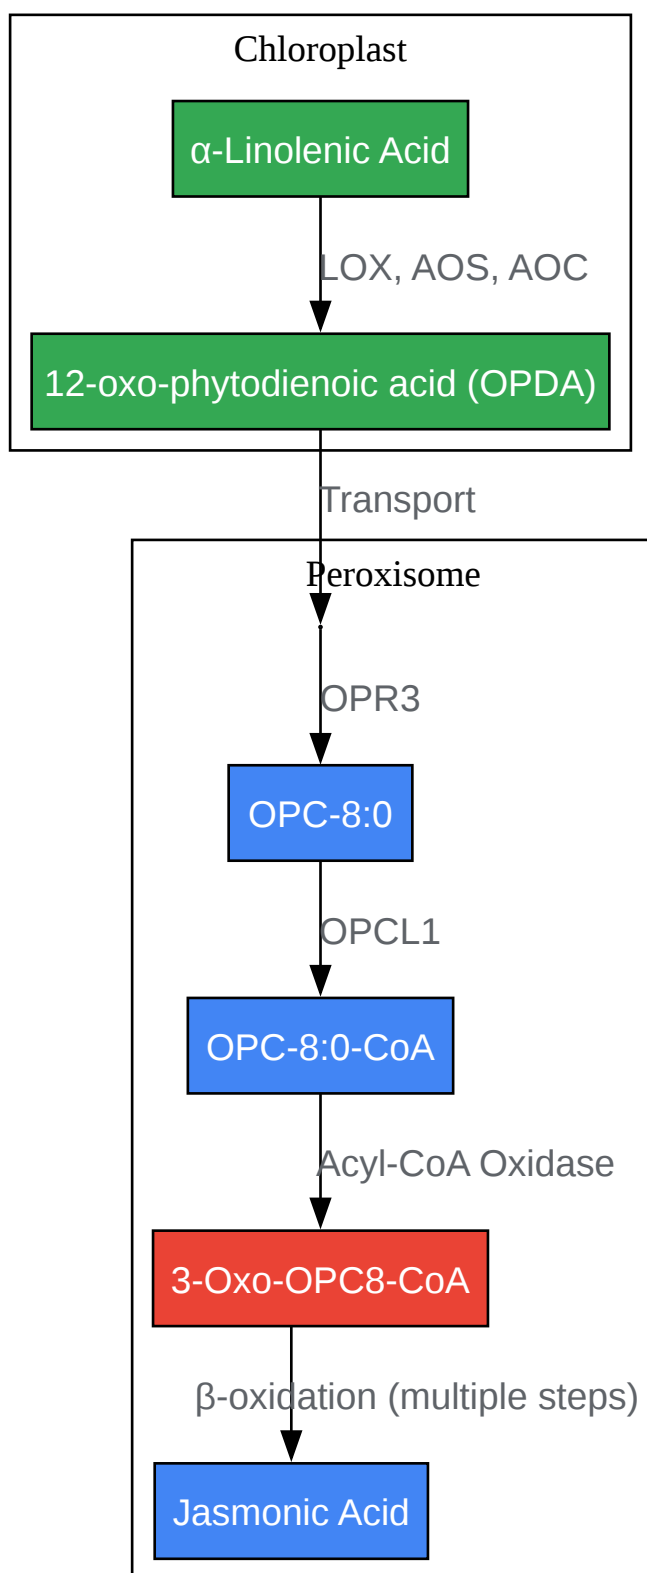 Chloroplast
α-Linolenic Acid
LOX, AOS, AOC
12-oxo-phytodienoic acid (OPDA)
Transport
Peroxisome
OPR3
OPC-8:0
OPCL1
OPC-8:0-CoA
Acyl-CoA Oxidase
3-Oxo-OPC8-CoA
β-oxidation (multiple steps)
Jasmonic Acid